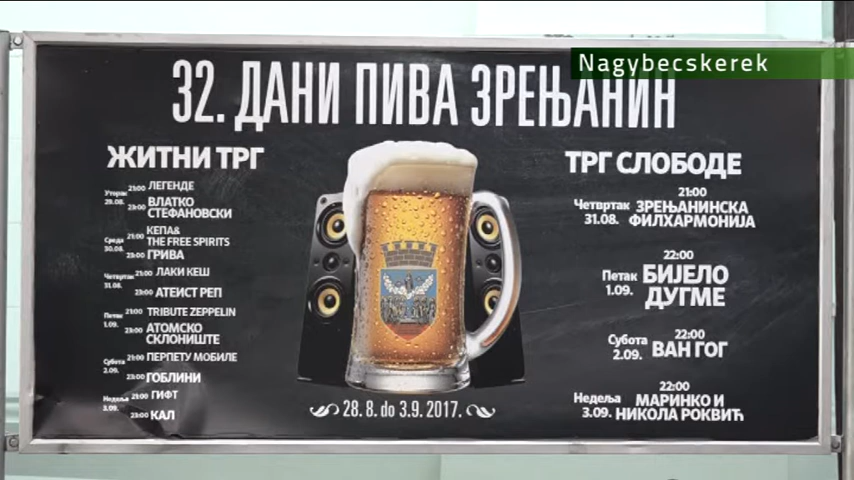 Nagybecskerek
32. ДАНИ ПИВА ЗРЕЊАНИН
ЖИТНИ ТРГ
Уторак 29.08.
21:00 ЛЕГЕНДЕ
23:00 ВЛАТКО
СТЕФАНОВСКИ
Среда 30.08.
21:00 КЕПА&
THE FREE SPIRITS
23:00 ГРИВА
Четвртак 31.08.
21:00 ЛАКИ КЕШ
23:00 АТЕИСТ РЕП
Петак 1.09.
21:00 TRIBUTE ZEPPELIN
23:00 АТОМСКО
СКЛОНИШТЕ
Субота 2.09.
21:00 ПЕРПЕТУ МОБИЛЕ
23:00 ГОБЛИНИ
Недеља 3.09.
21:00 ГИФТ
23:00 КАЛ
28. 8. do 3.9. 2017.
ТРГ СЛОБОДЕ
21:00
Четвртак ЗРЕЊАНИНСКА
31.08. ФИЛХАРМОНИЈА
22:00
Петак БИЈЕЛО
1.09. ДУГМЕ
22:00
Субота 2.09. ВАН ГОГ
22:00
Недеља МАРИНКО И
3.09. НИКОЛА РОКВИЋ